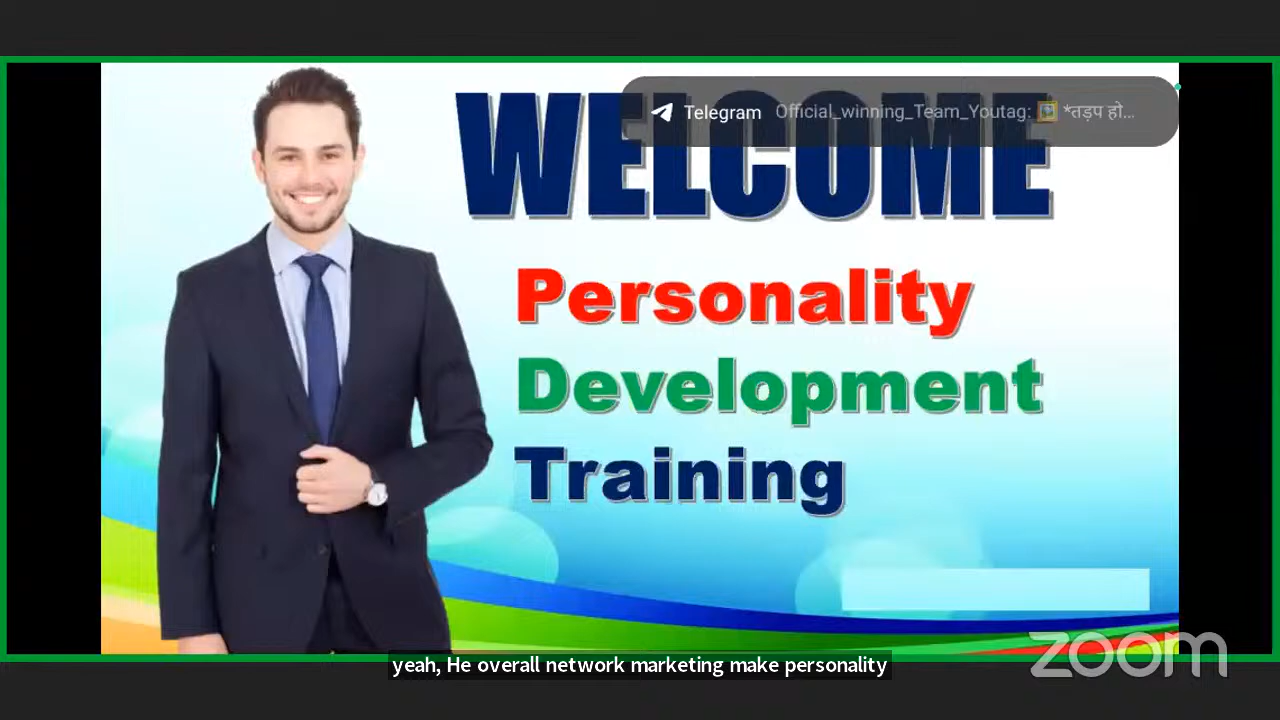 WELCOME
Telegram Official_winning_Team_Youtag: *तड़प हो...
Personality
Development
Training
zoom
yeah, He overall network marketing make personality